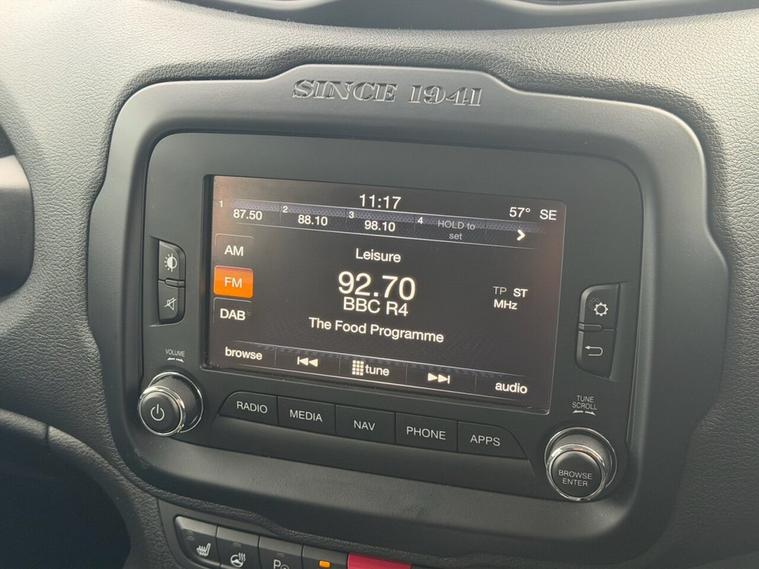 SINCE 1941
11:17
57° SE
1 87.50 2 88.10 3 98.10 4 HOLD to
set
AM
Leisure
FM
92.70
TP ST
BBC R4
MHz
DAB
The Food Programme
browse
tune
audio
VOLUME
TUNE
SCROLL
RADIO MEDIA NAV PHONE APPS
BROWSE
ENTER
P